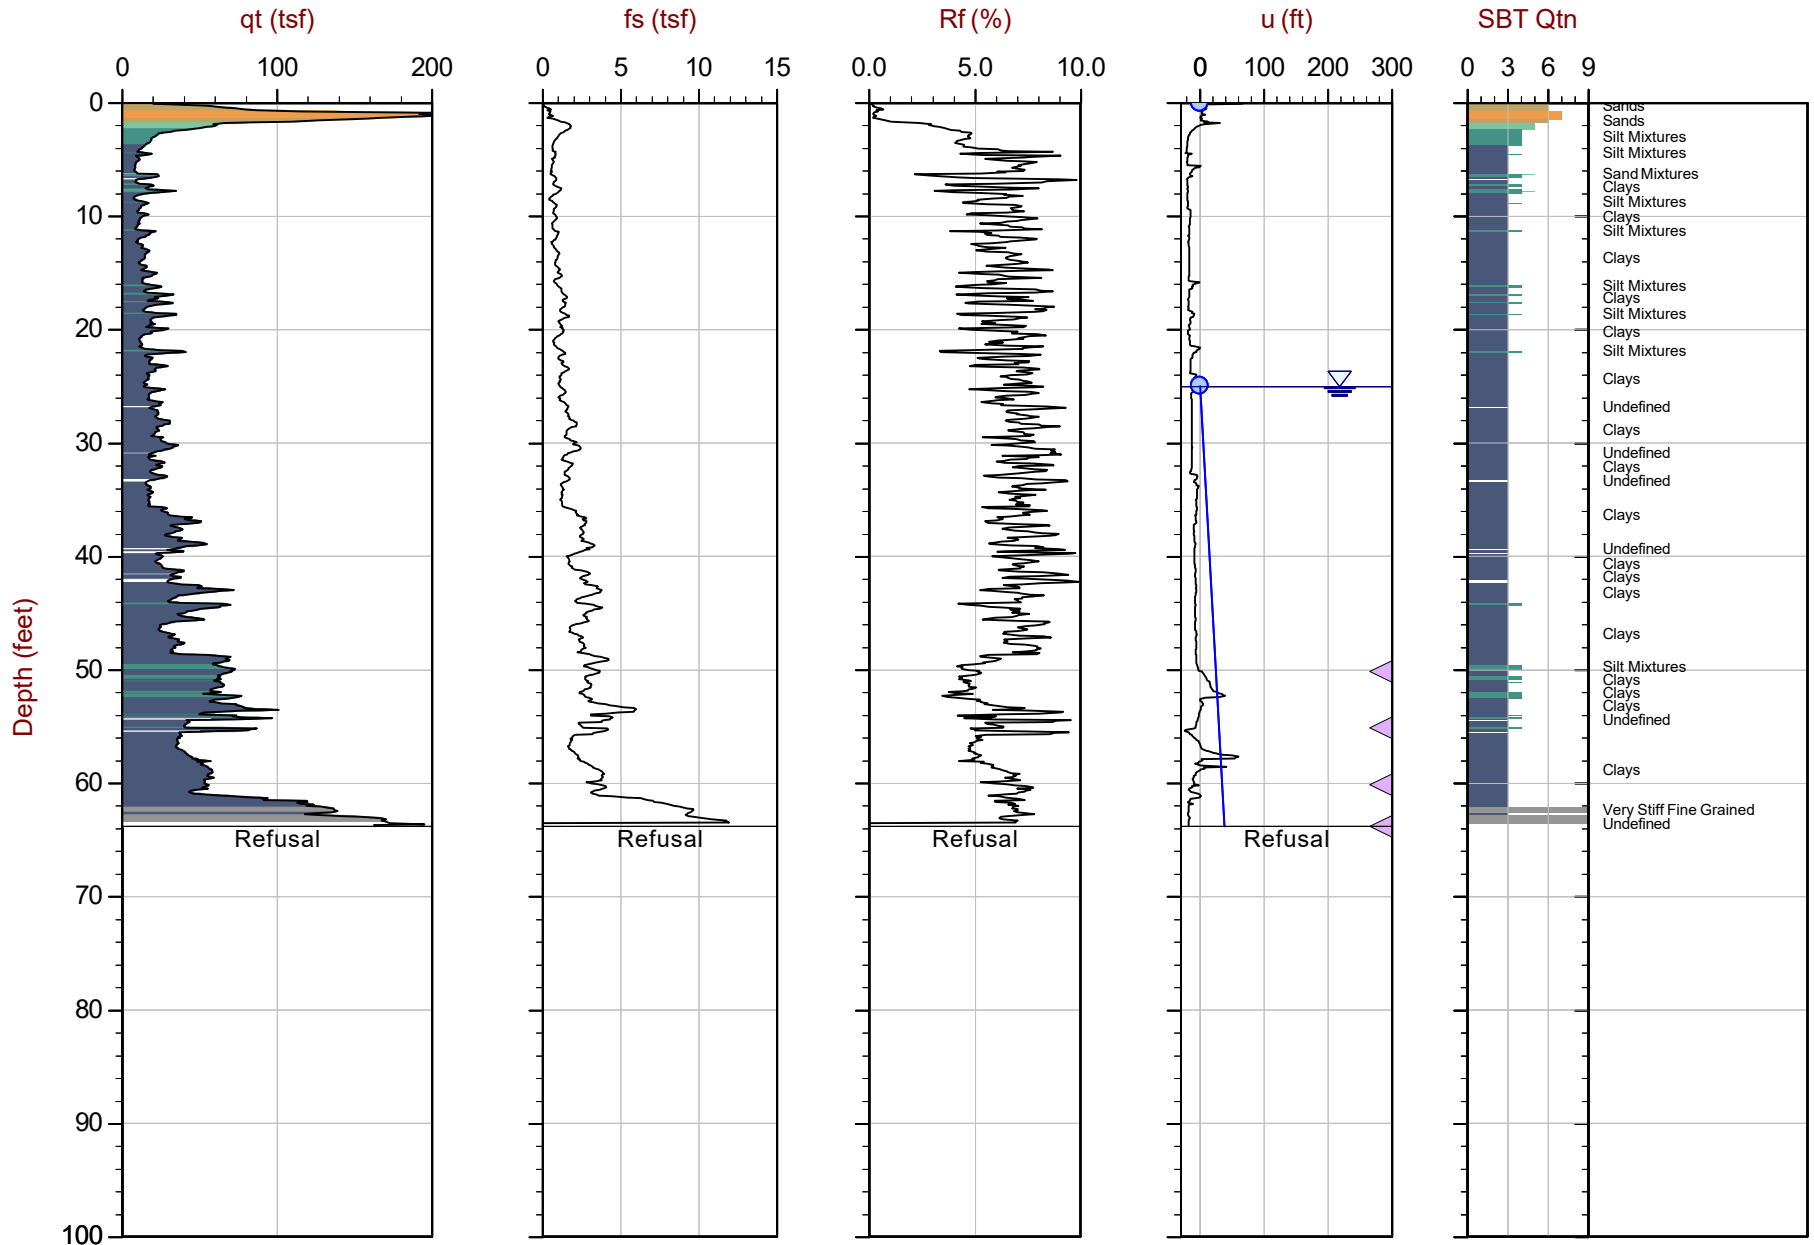 qt (tsf) fs (tsf) Rf (%) u (ft) SBT Qtn
0 100 200 0 5 10 15 0.0 5.0 10.0 0 100 200 300 0 3 6 9
0
10
20
30
40
50
60
70
80
90
100
Depth (feet)
Refusal Refusal Refusal Refusal
Sands
Sands
Silt Mixtures
Silt Mixtures
Sand Mixtures
Clays
Silt Mixtures
Clays
Silt Mixtures
Clays
Silt Mixtures
Clays
Silt Mixtures
Clays
Silt Mixtures
Clays
Undefined
Clays
Undefined
Clays
Undefined
Clays
Undefined
Clays
Clays
Clays
Clays
Silt Mixtures
Clays
Clays
Clays
Undefined
Clays
Very Stiff Fine Grained
Undefined